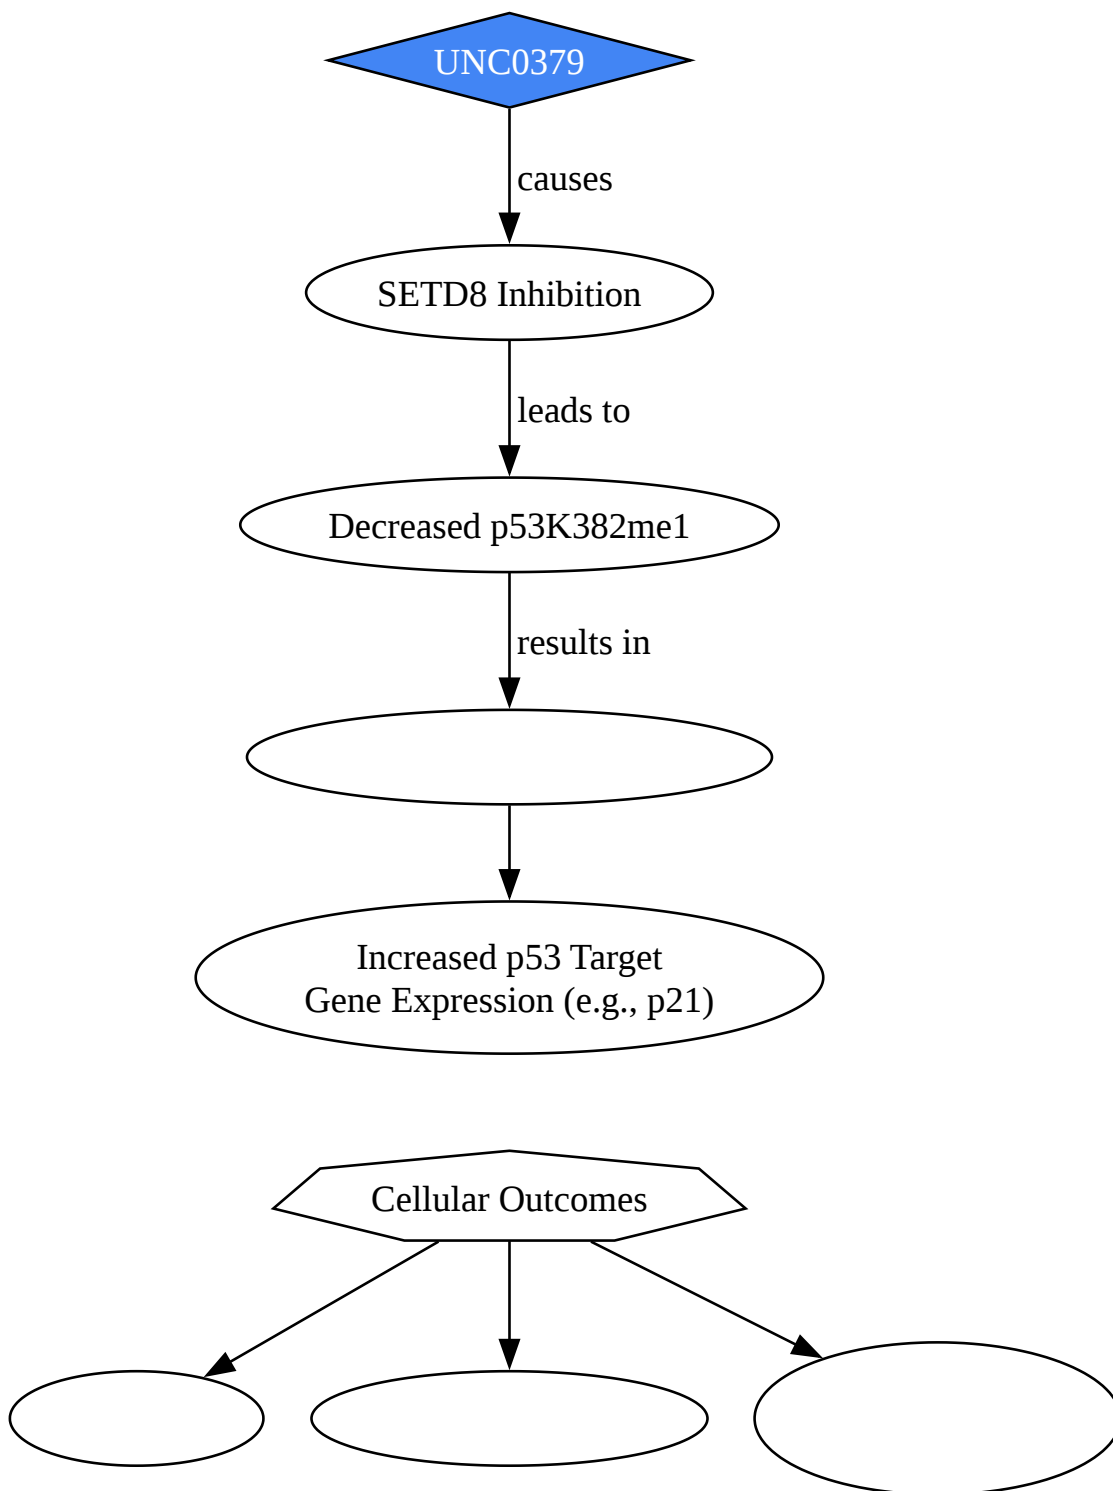 UNC0379
causes
SETD8 Inhibition
leads to
Decreased p53K382me1
results in
Increased p53 Target
Gene Expression (e.g., p21)
Cellular Outcomes